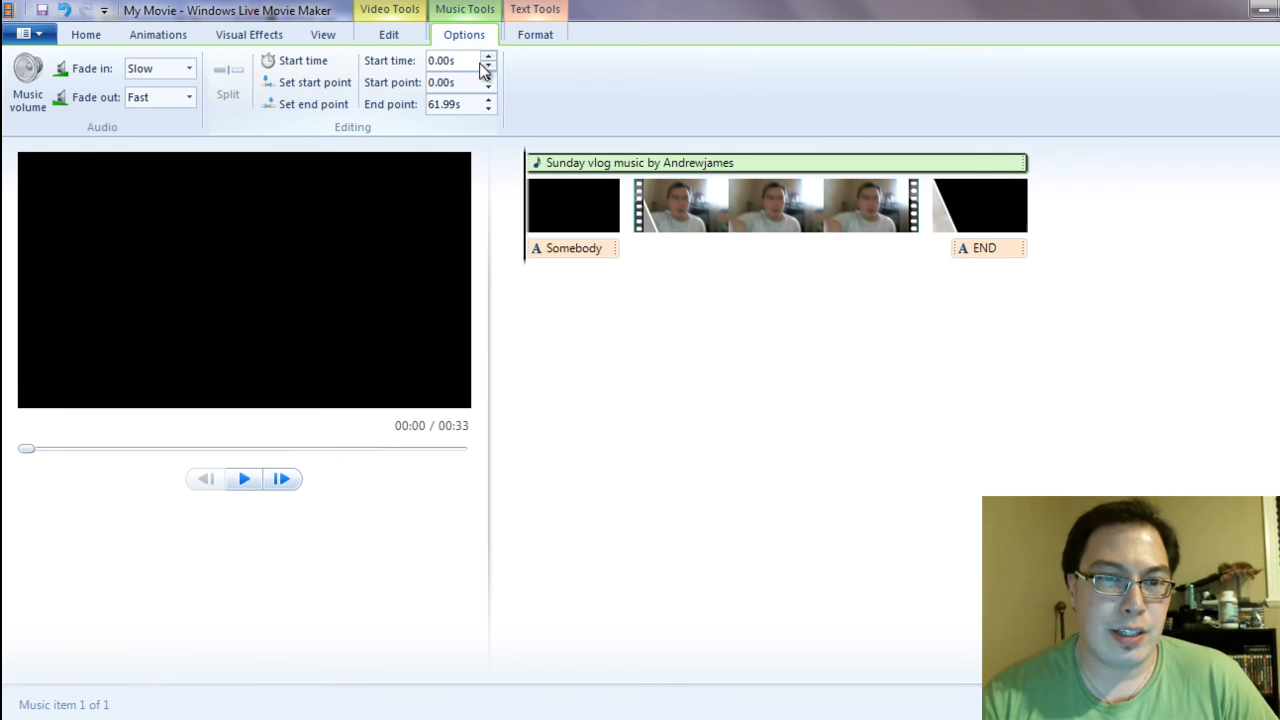 My Movie - Windows Live Movie Maker
Video Tools
Music Tools
Text Tools
Home
Animations
Visual Effects
View
Edit
Options
Format
Music volume
Fade in: Slow
Fade out: Fast
Audio
Split
Start time
Set start point
Set end point
Start time: 0.00s
Start point: 0.00s
End point: 61.99s
Editing
Sunday vlog music by Andrewjames
A Somebody
A END
00:00 / 00:33
Music item 1 of 1